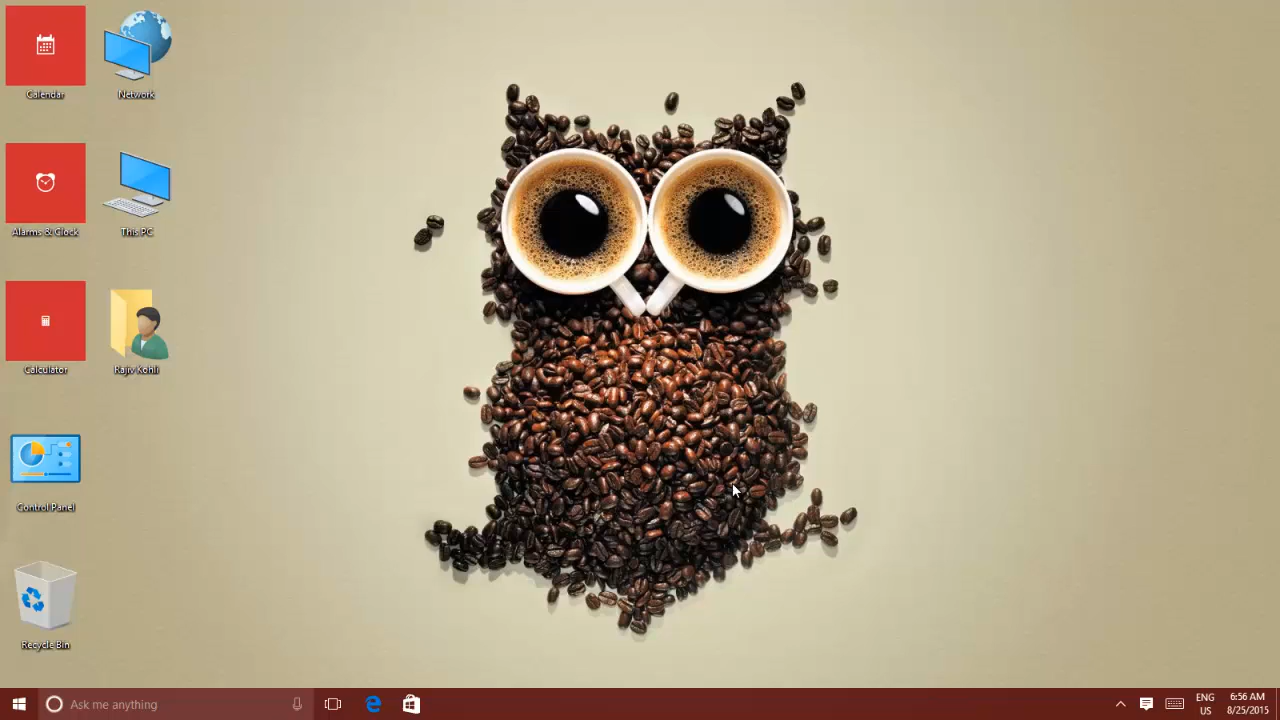 Calendar
Network
Alarms & Clock
This PC
Calculator
Rajiv Kohli
Control Panel
Recycle Bin
Ask me anything
ENG
US
6:56 AM
8/25/2015